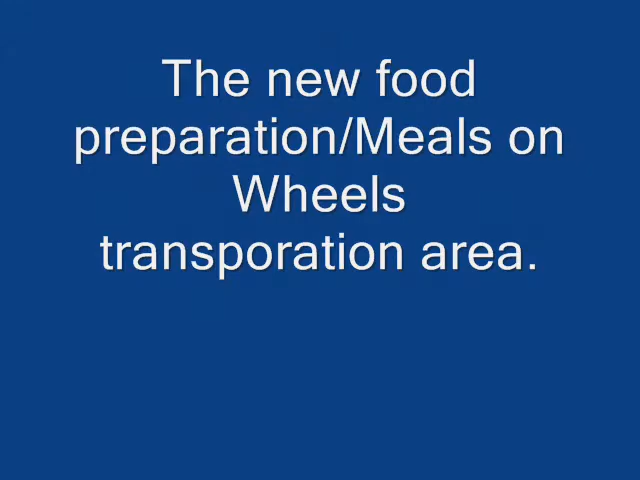 The new food
preparation/Meals on
Wheels
transporation area.